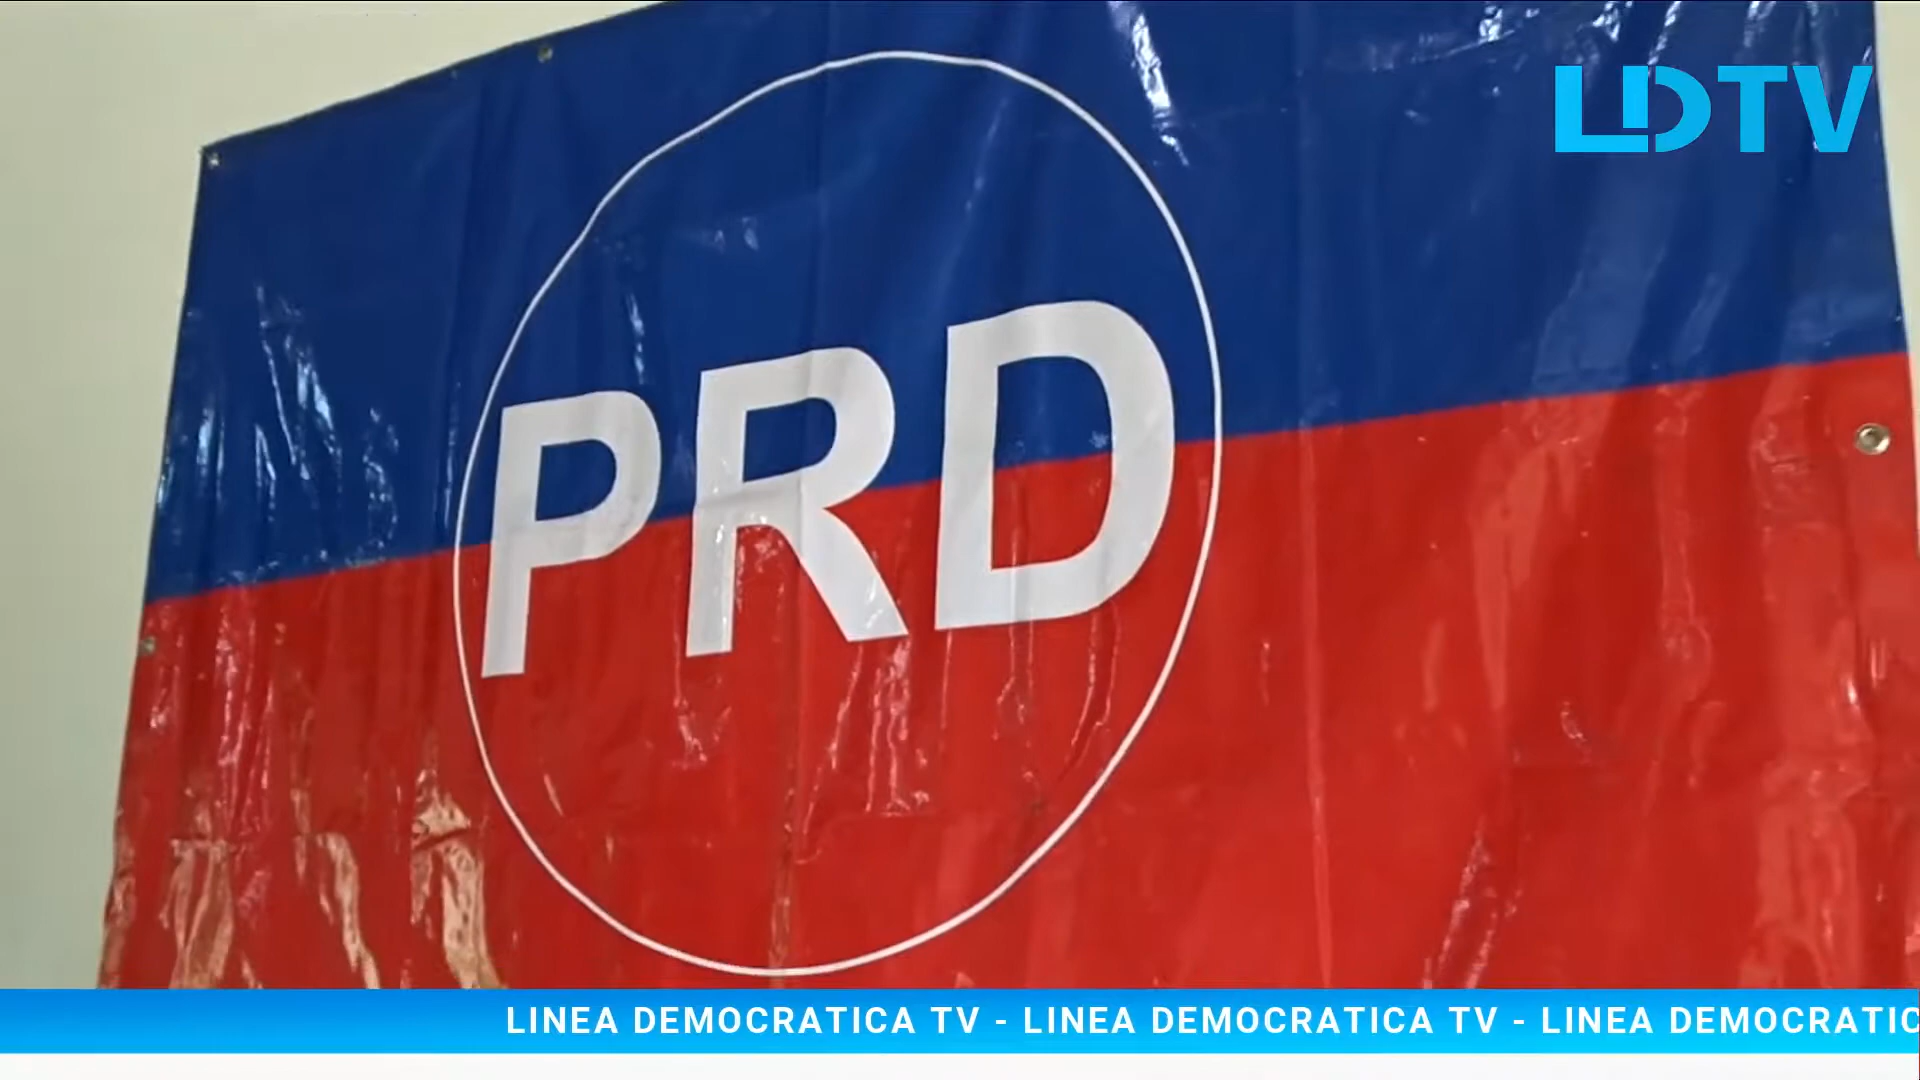 LDTV
PRD
LINEA DEMOCRATICA TV - LINEA DEMOCRATICA TV - LINEA DEMOCRATIC